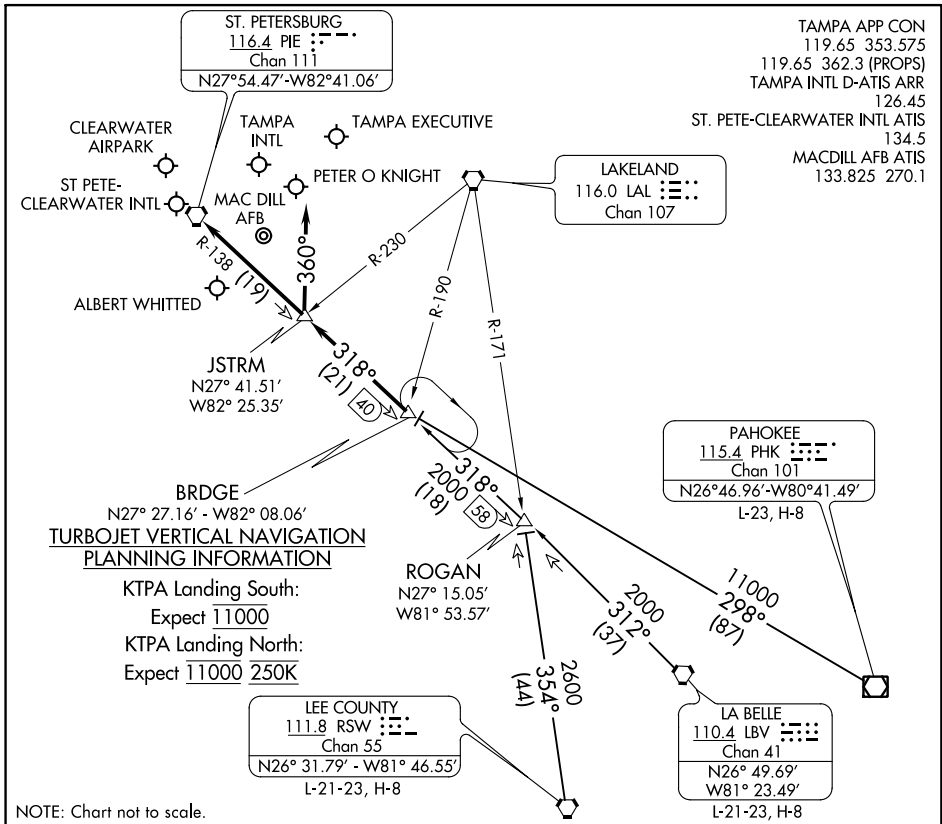 ST. PETERSBURG
116.4 PIE
Chan 111
N27°54.47'-W82°41.06'
TAMPA APP CON
119.65 353.575
119.65 362.3 (PROPS)
TAMPA INTL D-ATIS ARR
126.45
ST. PETE-CLEARWATER INTL ATIS
134.5
MACDILL AFB ATIS
133.825 270.1
CLEARWATER
AIRPARK
TAMPA
INTL
TAMPA EXECUTIVE
ST PETE-
CLEARWATER INTL
MAC DILL
AFB
PETER O KNIGHT
LAKELAND
116.0 LAL
Chan 107
R-138
(19)
360°
R-230
R-190
R-171
ALBERT WHITTED
JSTRM
N27° 41.51'
W82° 25.35'
318°
(21)
40
BRDGE
N27° 27.16' - W82° 08.06'
318°
2000
(18)
58
PAHOKEE
115.4 PHK
Chan 101
N26°46.96'-W80°41.49'
L-23, H-8
TURBOJET VERTICAL NAVIGATION
PLANNING INFORMATION
KTPA Landing South:
Expect 11000
KTPA Landing North:
Expect 11000 250K
ROGAN
N27° 15.05'
W81° 53.57'
11000
298°
(87)
2000
312°
(37)
2600
354°
(44)
LEE COUNTY
111.8 RSW
Chan 55
N26° 31.79' - W81° 46.55'
L-21-23, H-8
LA BELLE
110.4 LBV
Chan 41
N26° 49.69'
W81° 23.49'
L-21-23, H-8
NOTE: Chart not to scale.